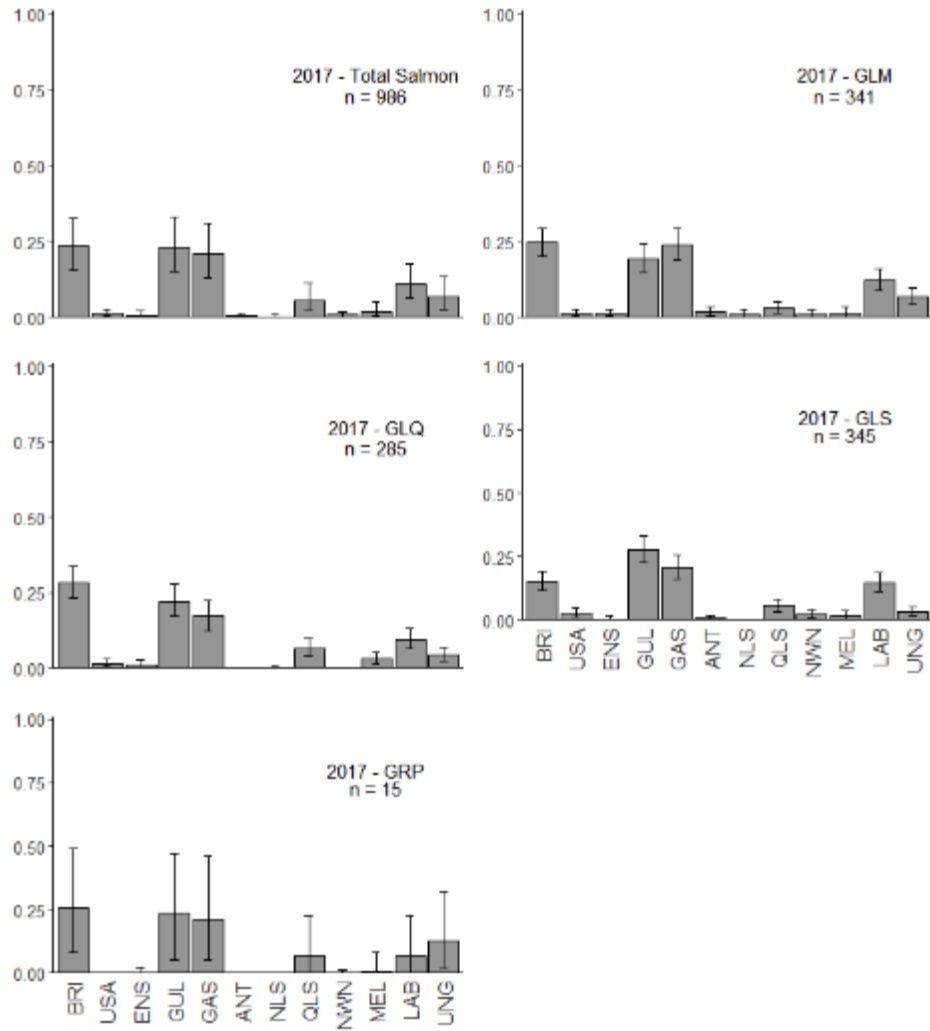 1.00
0.75
0.50
0.25
0.00
2017 - Total Salmon
n = 986
1.00
0.75
0.50
0.25
0.00
2017 - GLM
n = 341
1.00
0.75
0.50
0.25
0.00
2017 - GLQ
n = 285
1.00
0.75
0.50
0.25
0.00
2017 - GLS
n = 345
BRI
USA
ENS
GUL
GAS
ANT
NLS
QLS
NWN
MEL
LAB
UNG
1.00
0.75
0.50
0.25
0.00
2017 - GRP
n = 15
BRI
USA
ENS
GUL
GAS
ANT
NLS
QLS
NWN
MEL
LAB
UNG